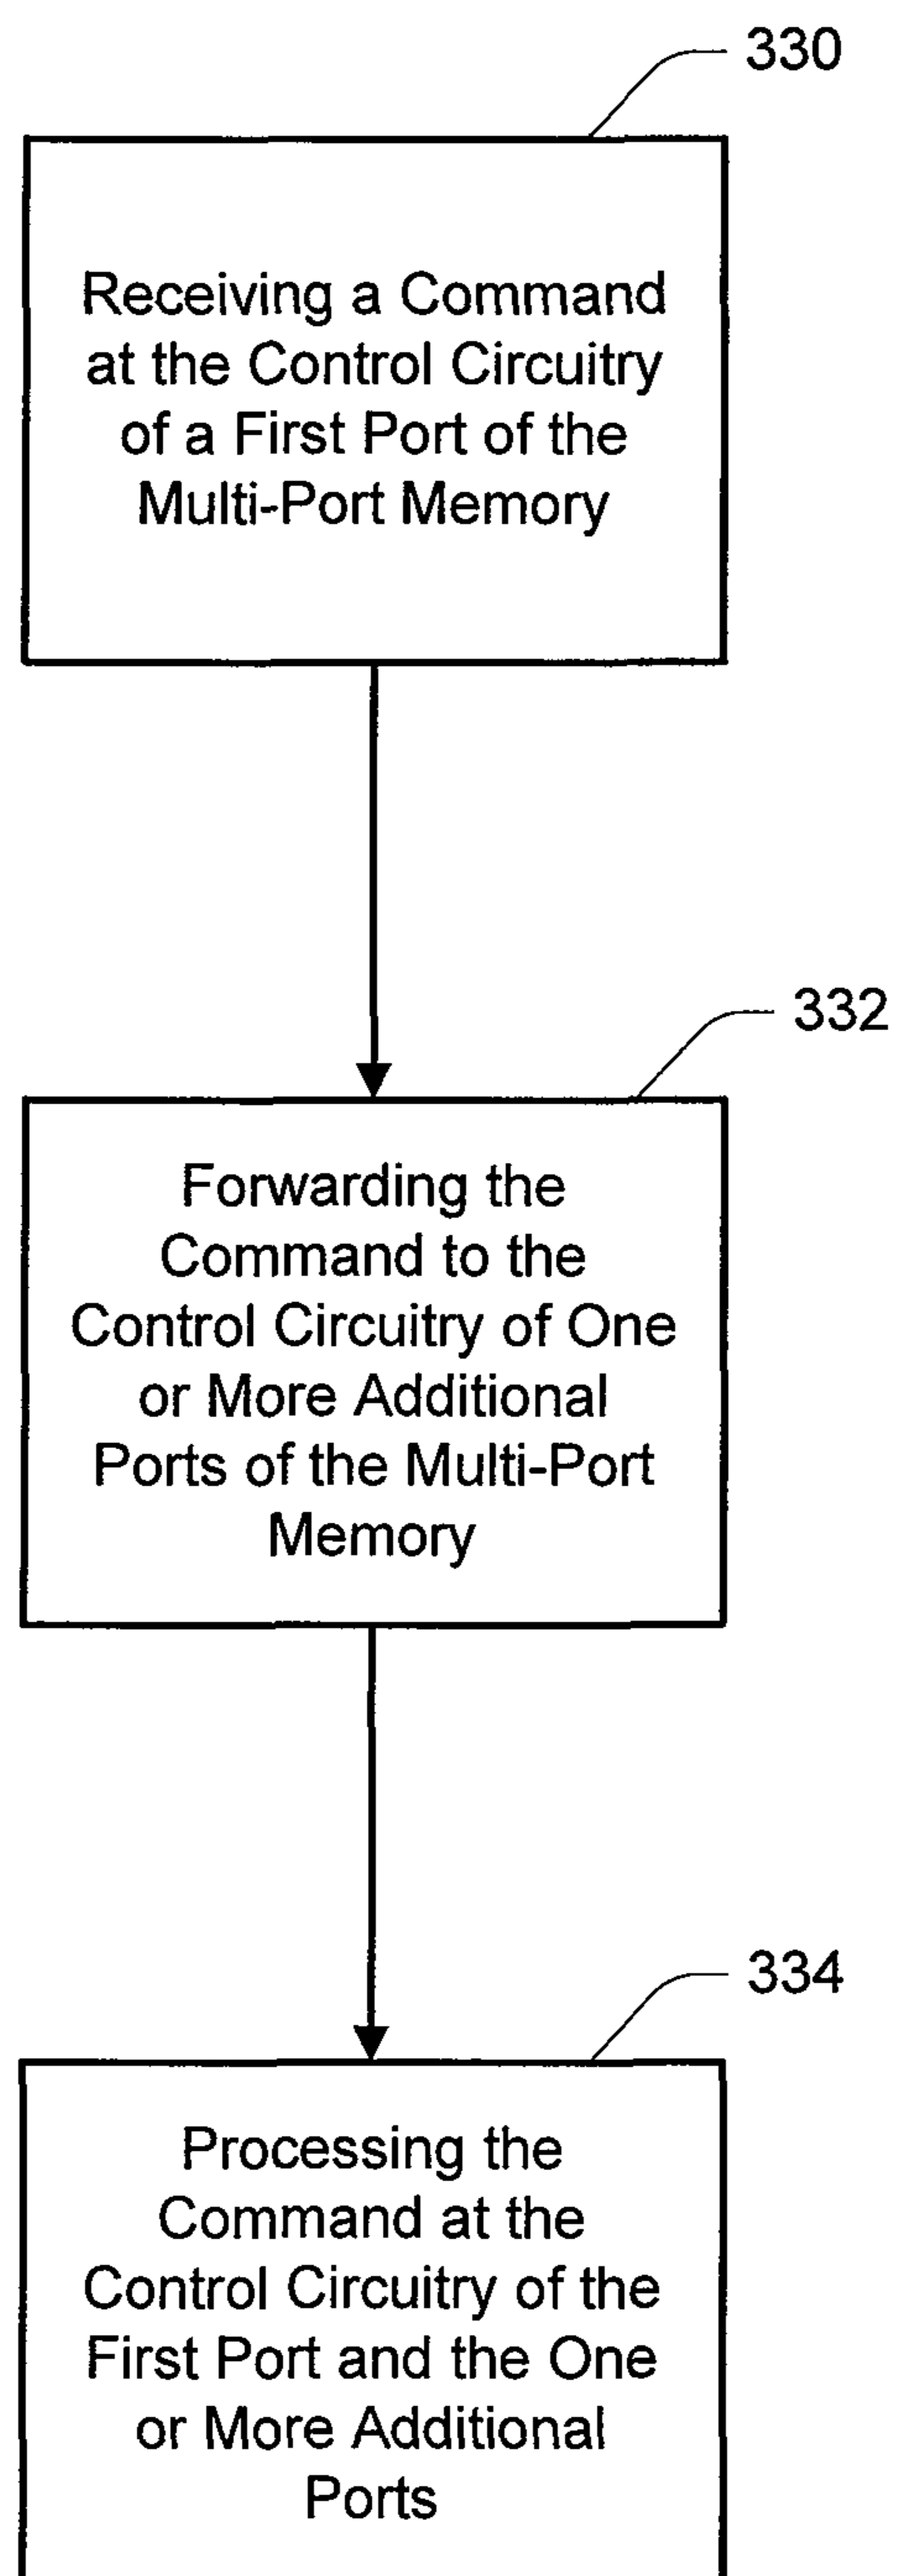 330
Receiving a Command
at the Control Circuitry
of a First Port of the
Multi-Port Memory
332
Forwarding the
Command to the
Control Circuitry of One
or More Additional
Ports of the Multi-Port
Memory
334
Processing the
Command at the
Control Circuitry of the
First Port and the One
or More Additional
Ports